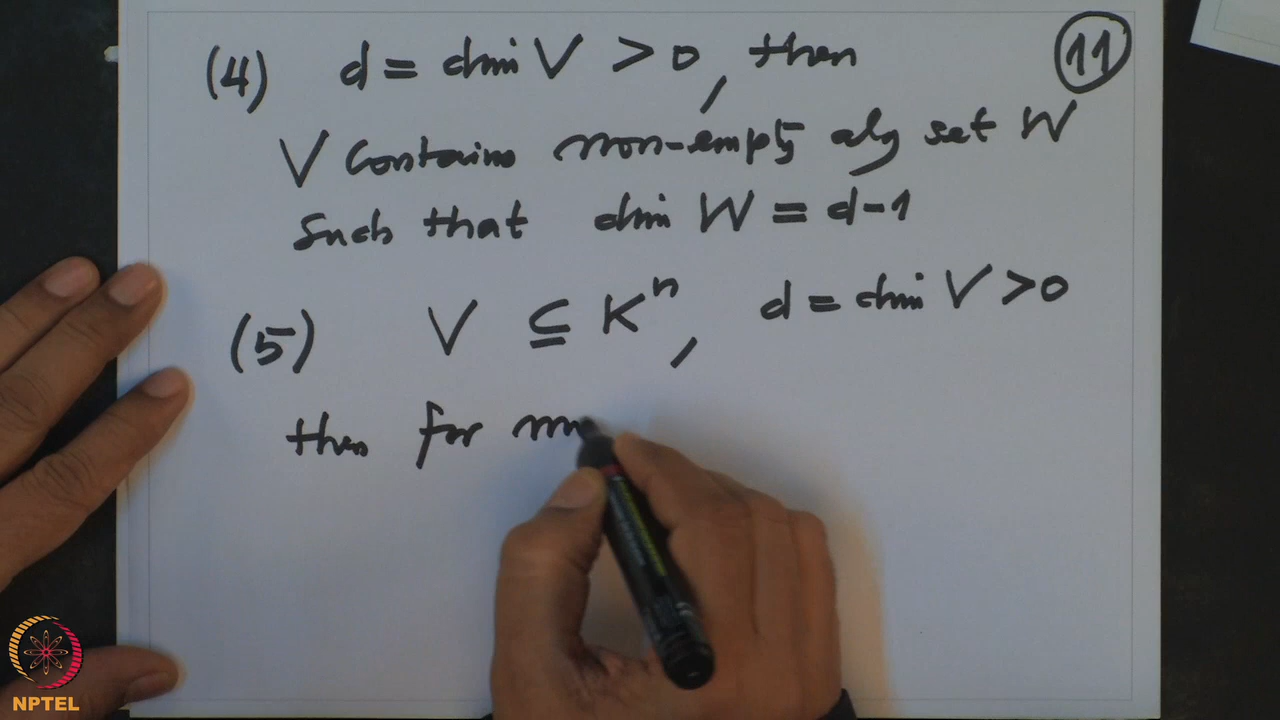 (4) d = dim V > 0, then
11
V Contains non-empty alg set W
Such that dim W = d-1
(5) V ⊆ K^n, d = dim V > 0
then for
NPTEL